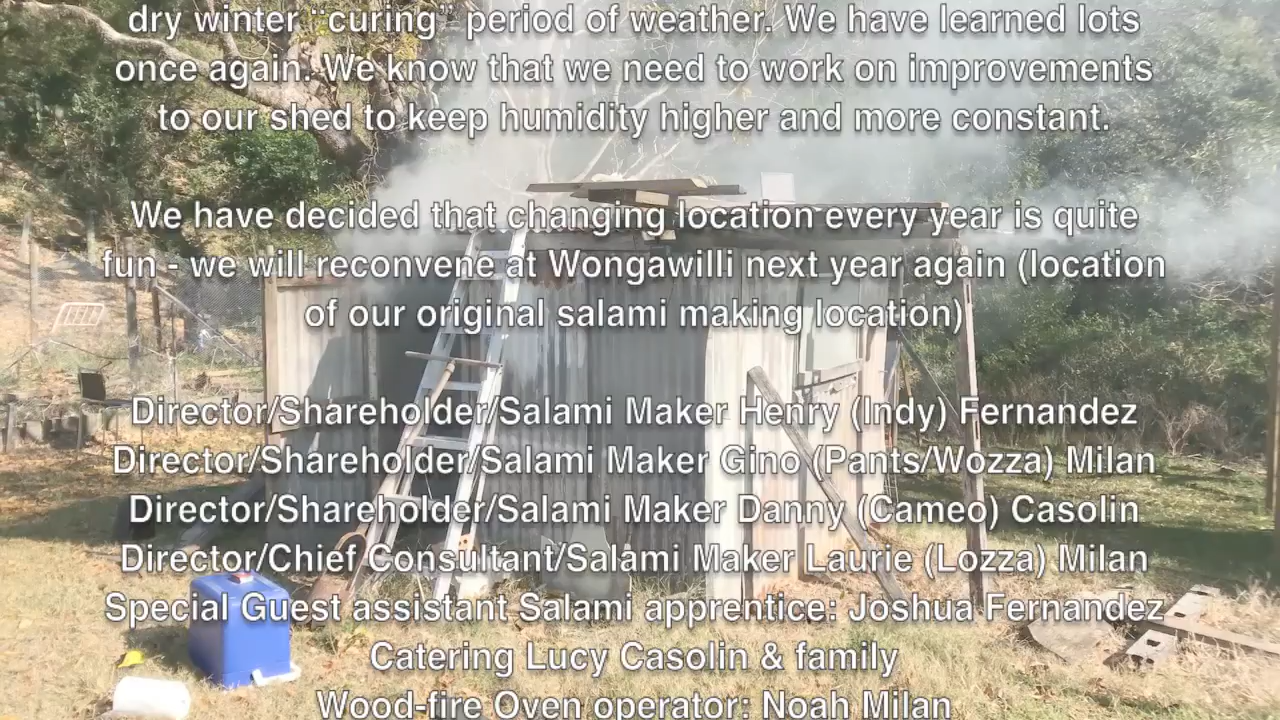 dry winter “curing” period of weather. We have learned lots
once again. We know that we need to work on improvements
to our shed to keep humidity higher and more constant.
We have decided that changing location every year is quite
fun - we will reconvene at Wongawilli next year again (location
of our original salami making location)
Director/Shareholder/Salami Maker Henry (Indy) Fernandez
Director/Shareholder/Salami Maker Gino (Pants/Wozza) Milan
Director/Shareholder/Salami Maker Danny (Cameo) Casolin
Director/Chief Consultant/Salami Maker Laurie (Lozza) Milan
Special Guest assistant Salami apprentice: Joshua Fernandez
Catering Lucy Casolin & family
Wood-fire Oven operator: Noah Milan